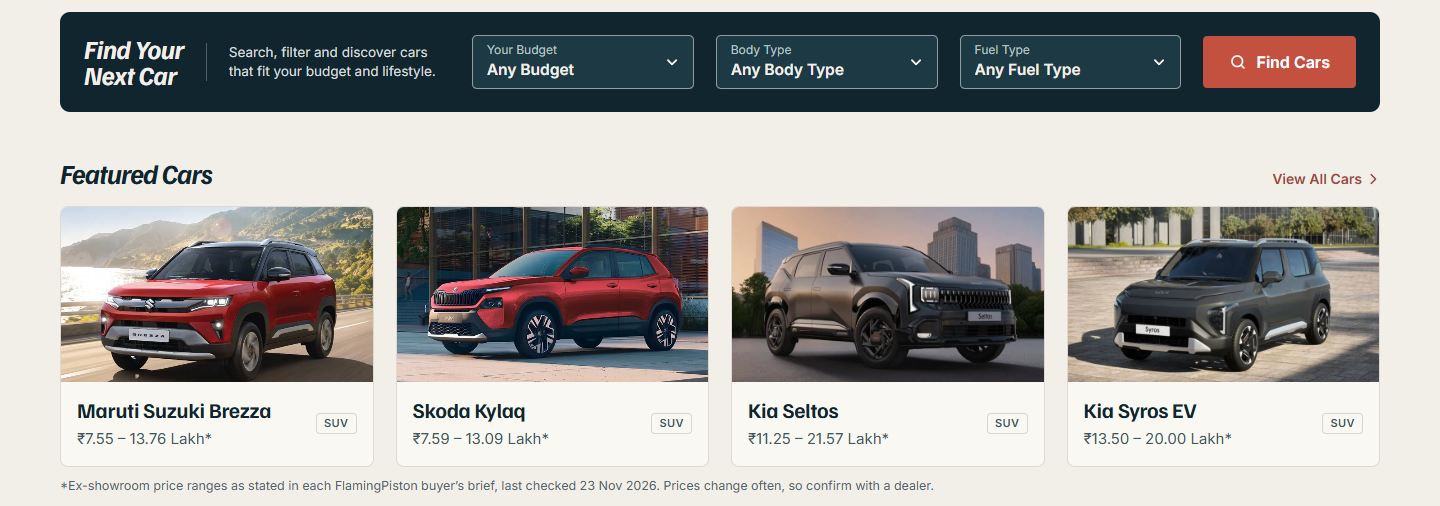 Find Your
Next Car
Search, filter and discover cars
that fit your budget and lifestyle.
Your Budget
Any Budget
Body Type
Any Body Type
Fuel Type
Any Fuel Type
Find Cars
Featured Cars
View All Cars
BREZZA
Seltos
Syros
Maruti Suzuki Brezza
₹7.55 – 13.76 Lakh*
SUV
Skoda Kylaq
₹7.59 – 13.09 Lakh*
SUV
Kia Seltos
₹11.25 – 21.57 Lakh*
SUV
Kia Syros EV
₹13.50 – 20.00 Lakh*
SUV
*Ex-showroom price ranges as stated in each FlamingPiston buyer's brief, last checked 23 Nov 2026. Prices change often, so confirm with a dealer.